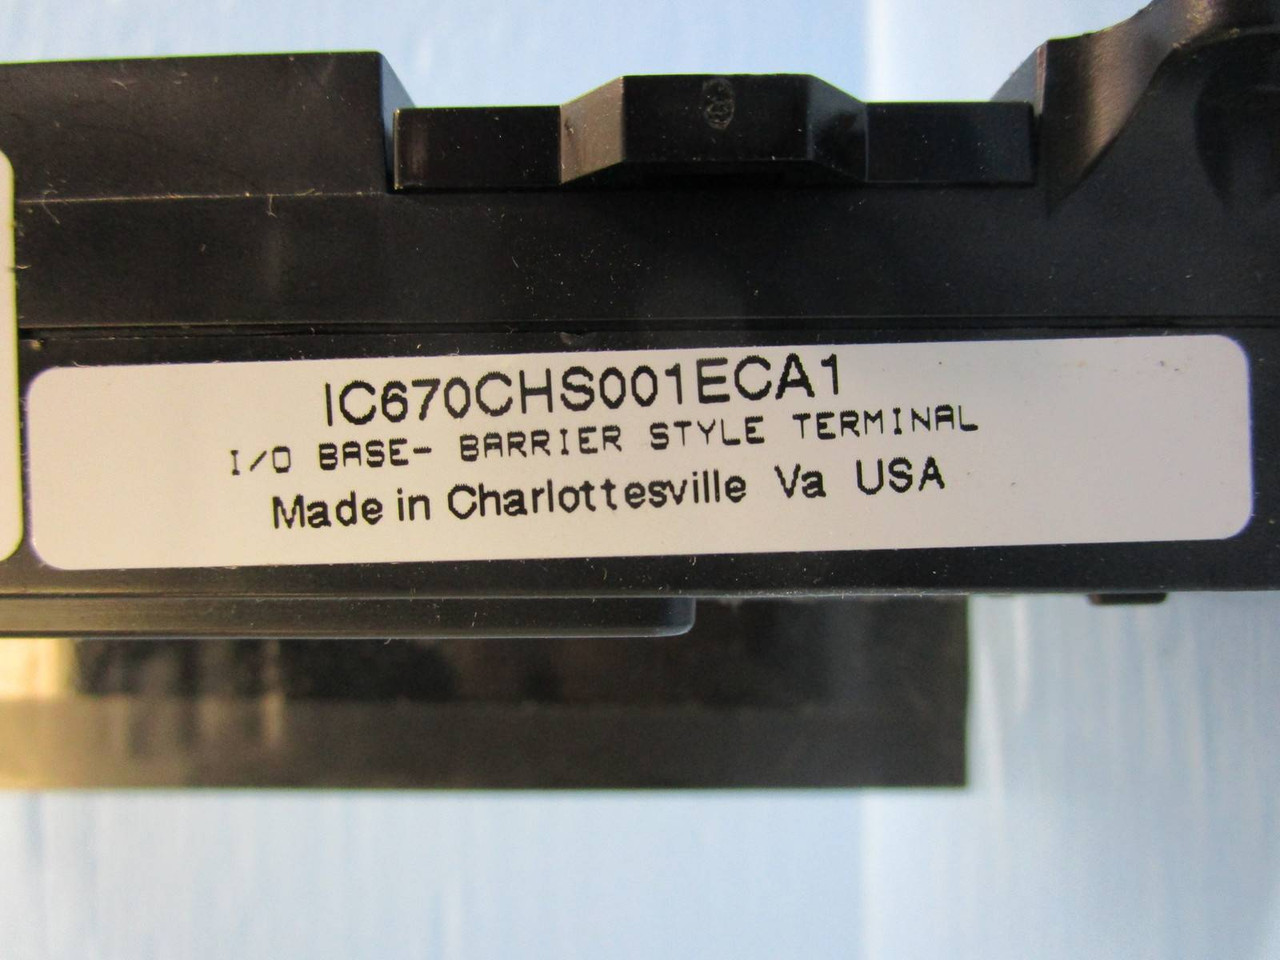 IC670CHS001ECA1
I/O BASE- BARRIER STYLE TERMINAL
Made in Charlottesville Va USA